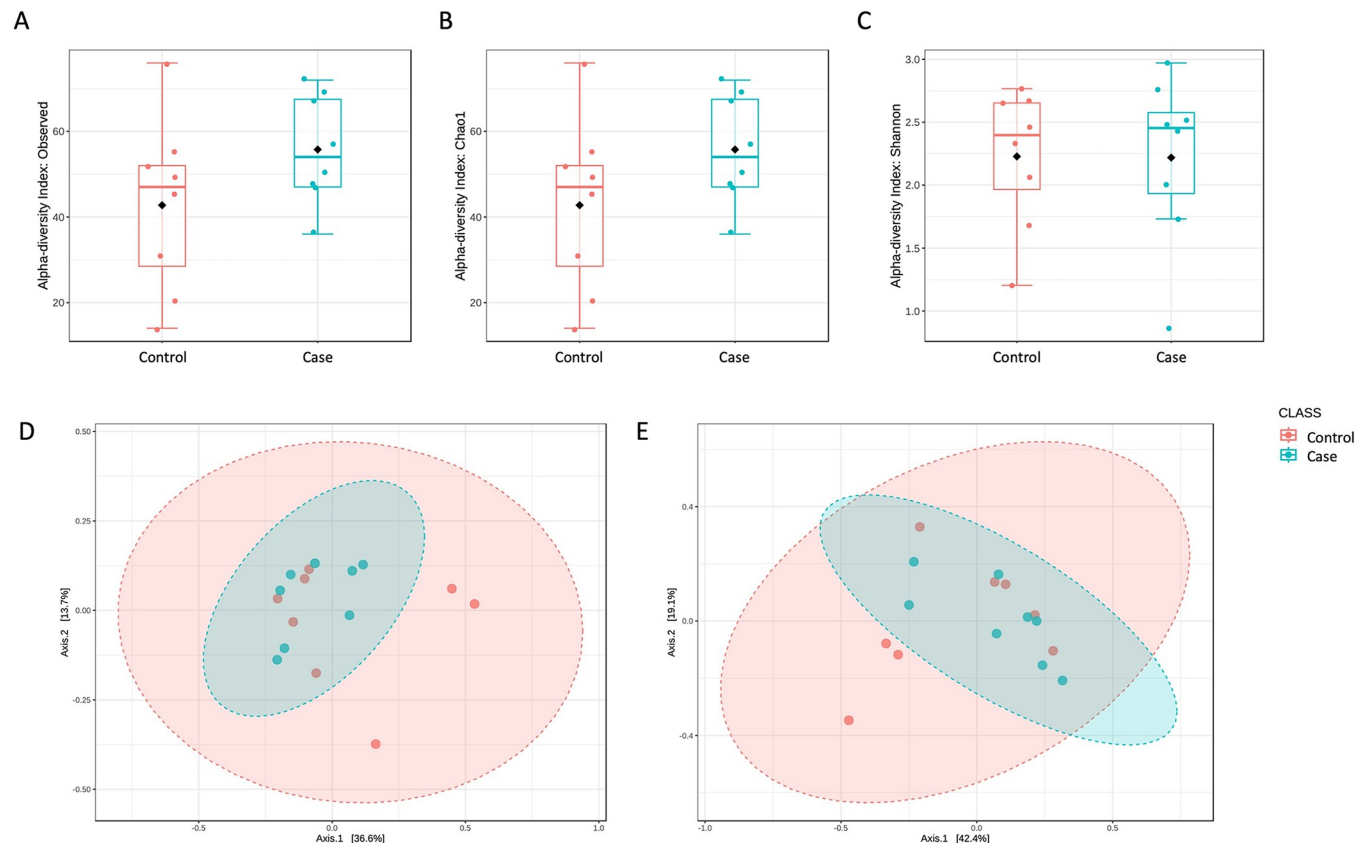 A
B
C
Alpha-diversity Index: Observed
60
40
20
Control
Case
Alpha-diversity Index: Chao1
60
40
20
Control
Case
Alpha-diversity Index: Shannon
3.0
2.5
2.0
1.5
1.0
Control
Case
D
Axis.2 [13.7%]
0.50
0.25
0.00
-0.25
-0.50
-0.5
0.0
0.5
1.0
Axis.1 [36.6%]
E
Axis.2 [19.1%]
0.4
0.0
-0.4
-1.0
-0.5
0.0
0.5
Axis.1 [42.4%]
CLASS
Control
Case